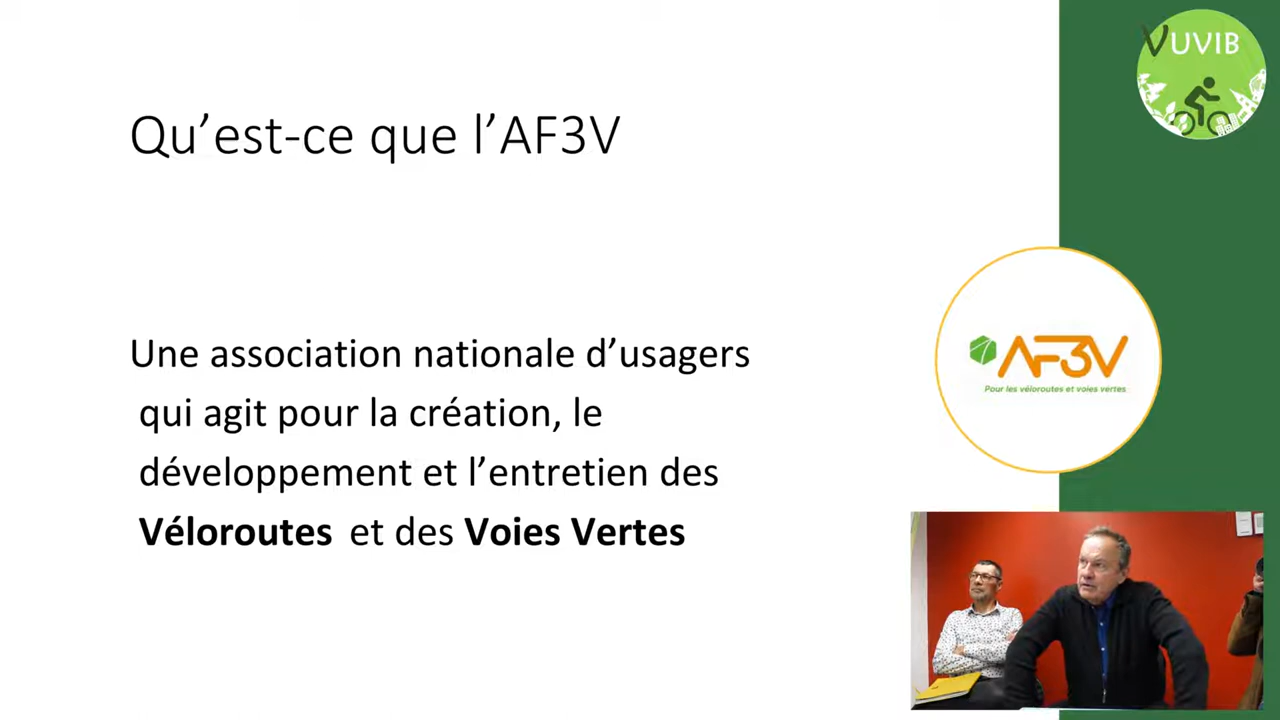 VUVIB
Qu’est-ce que l’AF3V
Une association nationale d’usagers
qui agit pour la création, le
développement et l’entretien des
Véloroutes et des Voies Vertes
AF3V
Pour les véloroutes et voies vertes